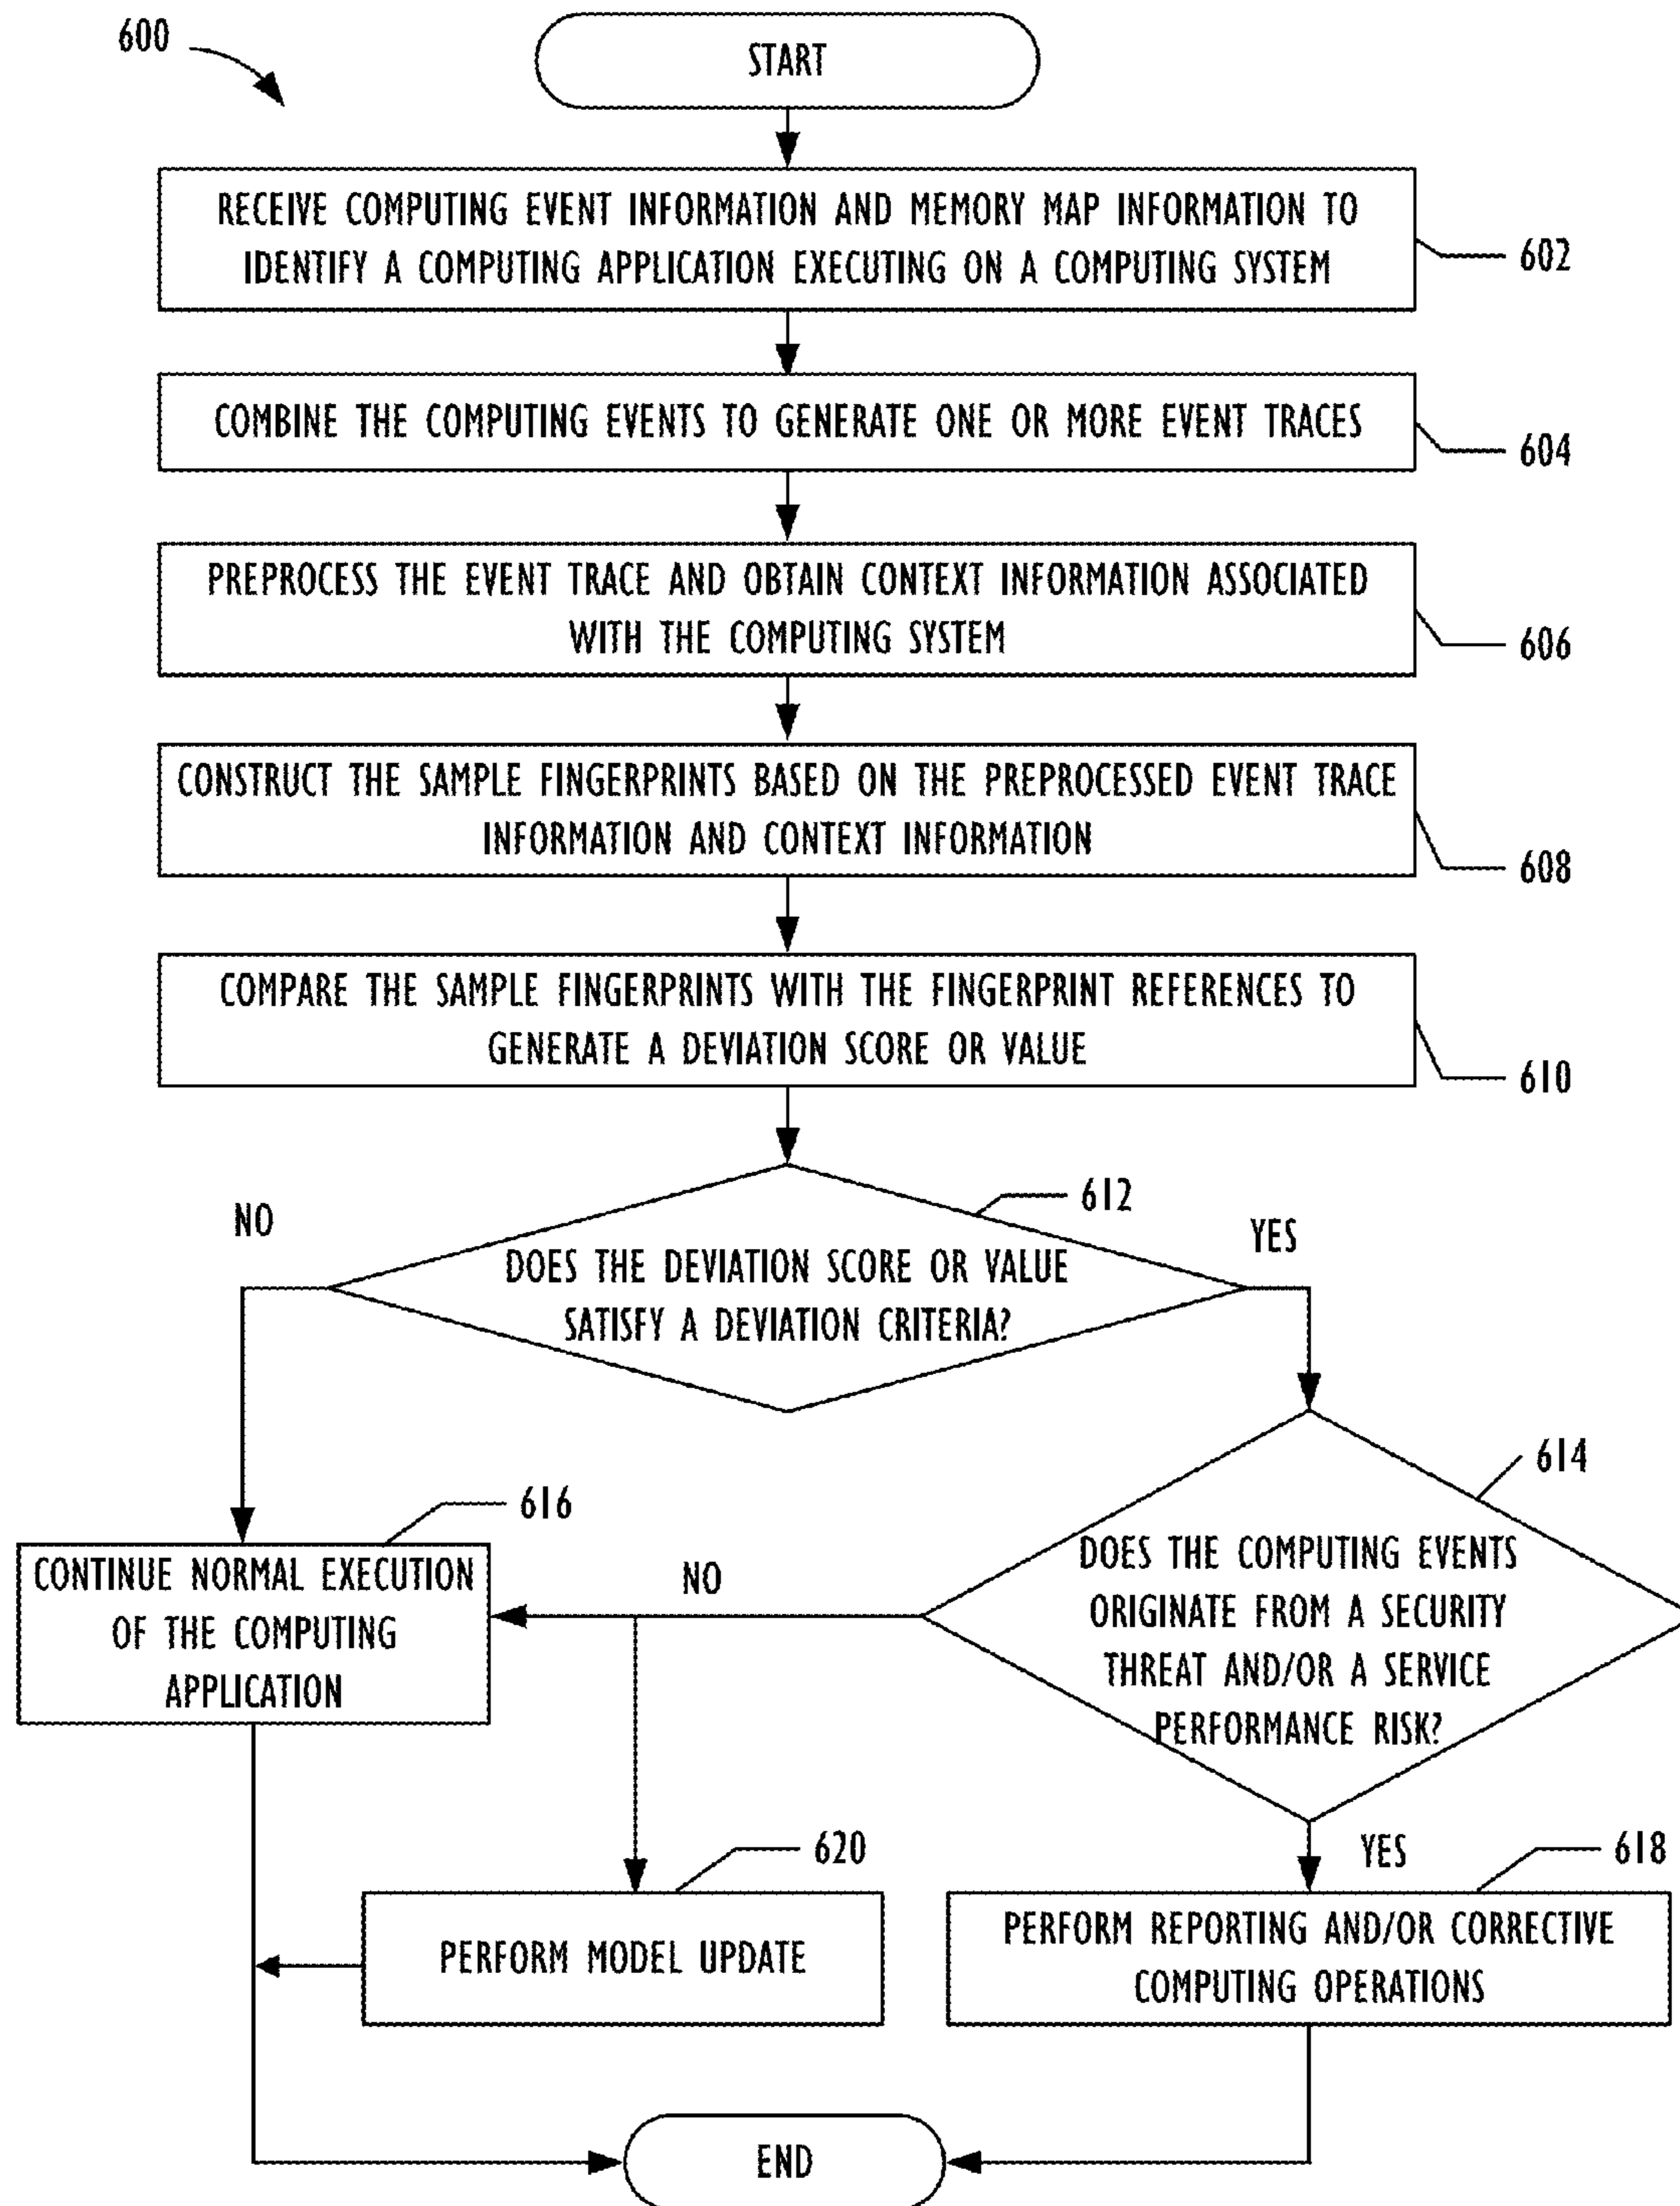 600
START
RECEIVE COMPUTING EVENT INFORMATION AND MEMORY MAP INFORMATION TO
IDENTIFY A COMPUTING APPLICATION EXECUTING ON A COMPUTING SYSTEM
602
COMBINE THE COMPUTING EVENTS TO GENERATE ONE OR MORE EVENT TRACES
604
PREPROCESS THE EVENT TRACE AND OBTAIN CONTEXT INFORMATION ASSOCIATED
WITH THE COMPUTING SYSTEM
606
CONSTRUCT THE SAMPLE FINGERPRINTS BASED ON THE PREPROCESSED EVENT TRACE
INFORMATION AND CONTEXT INFORMATION
608
COMPARE THE SAMPLE FINGERPRINTS WITH THE FINGERPRINT REFERENCES TO
GENERATE A DEVIATION SCORE OR VALUE
610
612
NO
YES
DOES THE DEVIATION SCORE OR VALUE
SATISFY A DEVIATION CRITERIA?
614
616
CONTINUE NORMAL EXECUTION
OF THE COMPUTING
APPLICATION
NO
DOES THE COMPUTING EVENTS
ORIGINATE FROM A SECURITY
THREAT AND/OR A SERVICE
PERFORMANCE RISK?
620
YES
618
PERFORM MODEL UPDATE
PERFORM REPORTING AND/OR CORRECTIVE
COMPUTING OPERATIONS
END